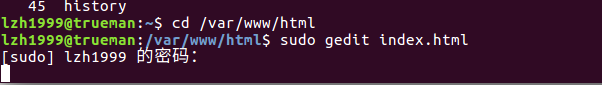 45  history
lzh1999@trueman:~$ cd /var/www/html
lzh1999@trueman:/var/www/html$ sudo gedit index.html
[sudo] lzh1999 的密码：